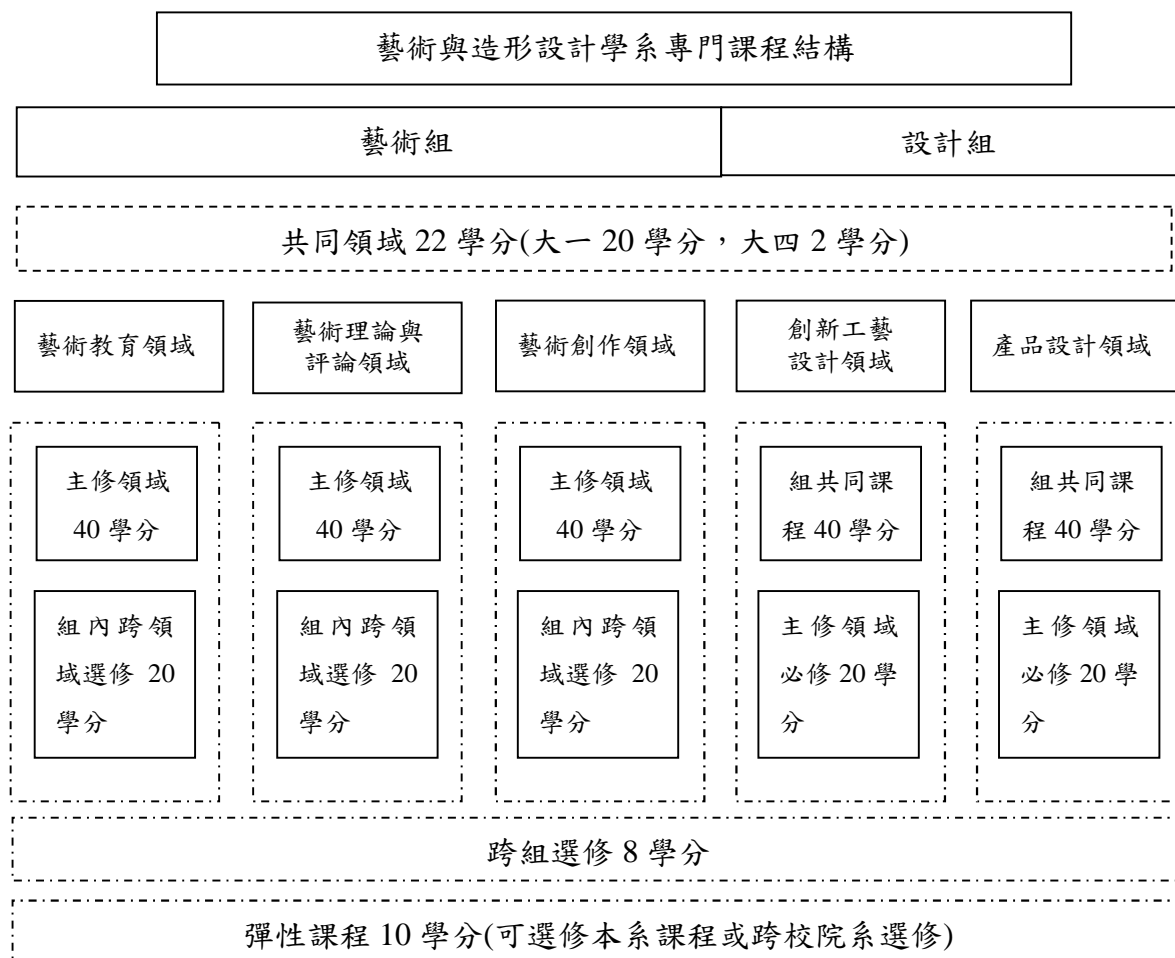 藝術與造形設計學系專門課程結構
藝術組
設計組
共同領域 22 學分(大一 20 學分，大四 2 學分)
藝術教育領域
藝術理論與
評論領域
藝術創作領域
創新工藝
設計領域
產品設計領域
主修領域
40 學分
主修領域
40 學分
主修領域
40 學分
組共同課
程 40 學分
組共同課
程 40 學分
組內跨領
域選修 20
學分
組內跨領
域選修 20
學分
組內跨領
域選修 20
學分
主修領域
必修 20 學
分
主修領域
必修 20 學
分
跨組選修 8 學分
彈性課程 10 學分(可選修本系課程或跨校院系選修)